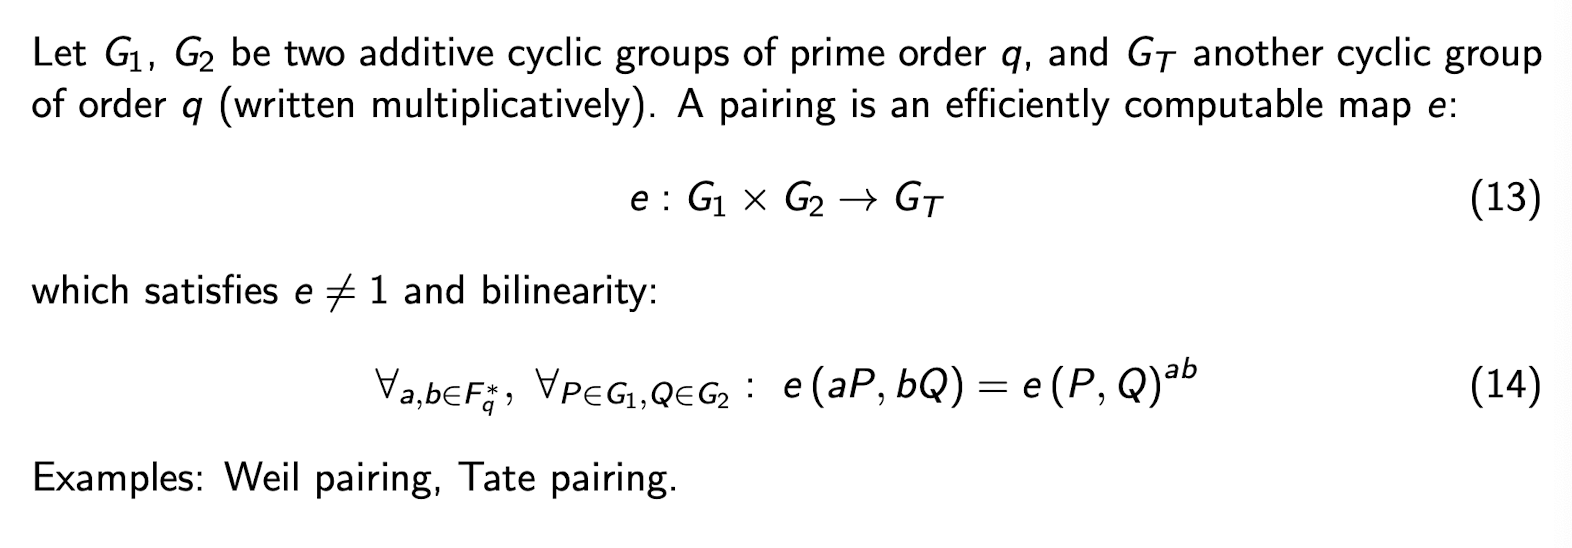 Let G₁, G₂ be two additive cyclic groups of prime order q, and G_T another cyclic group
of order q (written multiplicatively). A pairing is an efficiently computable map e:
e : G₁ × G₂ → G_T (13)
which satisfies e ≠ 1 and bilinearity:
∀_{a,b∈F_q^*}, ∀_{P∈G₁,Q∈G₂} : e(aP, bQ) = e(P, Q)^{ab} (14)
Examples: Weil pairing, Tate pairing.